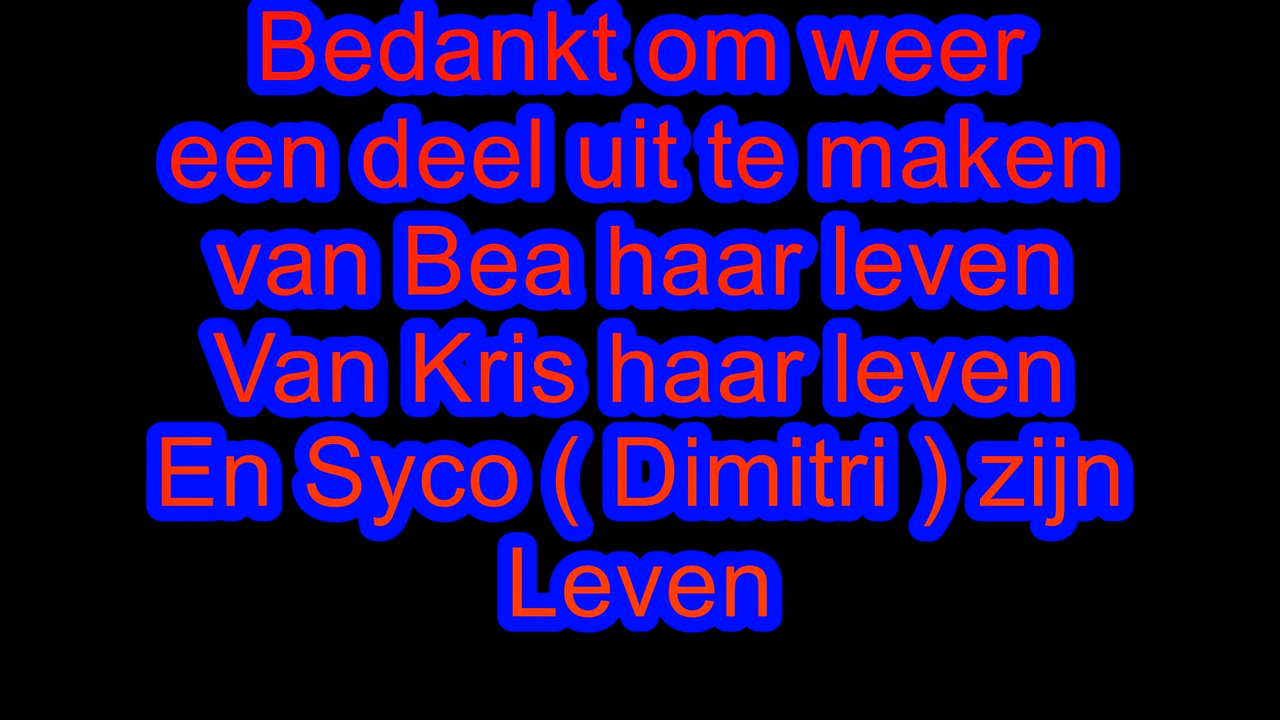 Bedankt om weer
een deel uit te maken
van Bea haar leven
Van Kris haar leven
En Syco ( Dimitri ) zijn
Leven